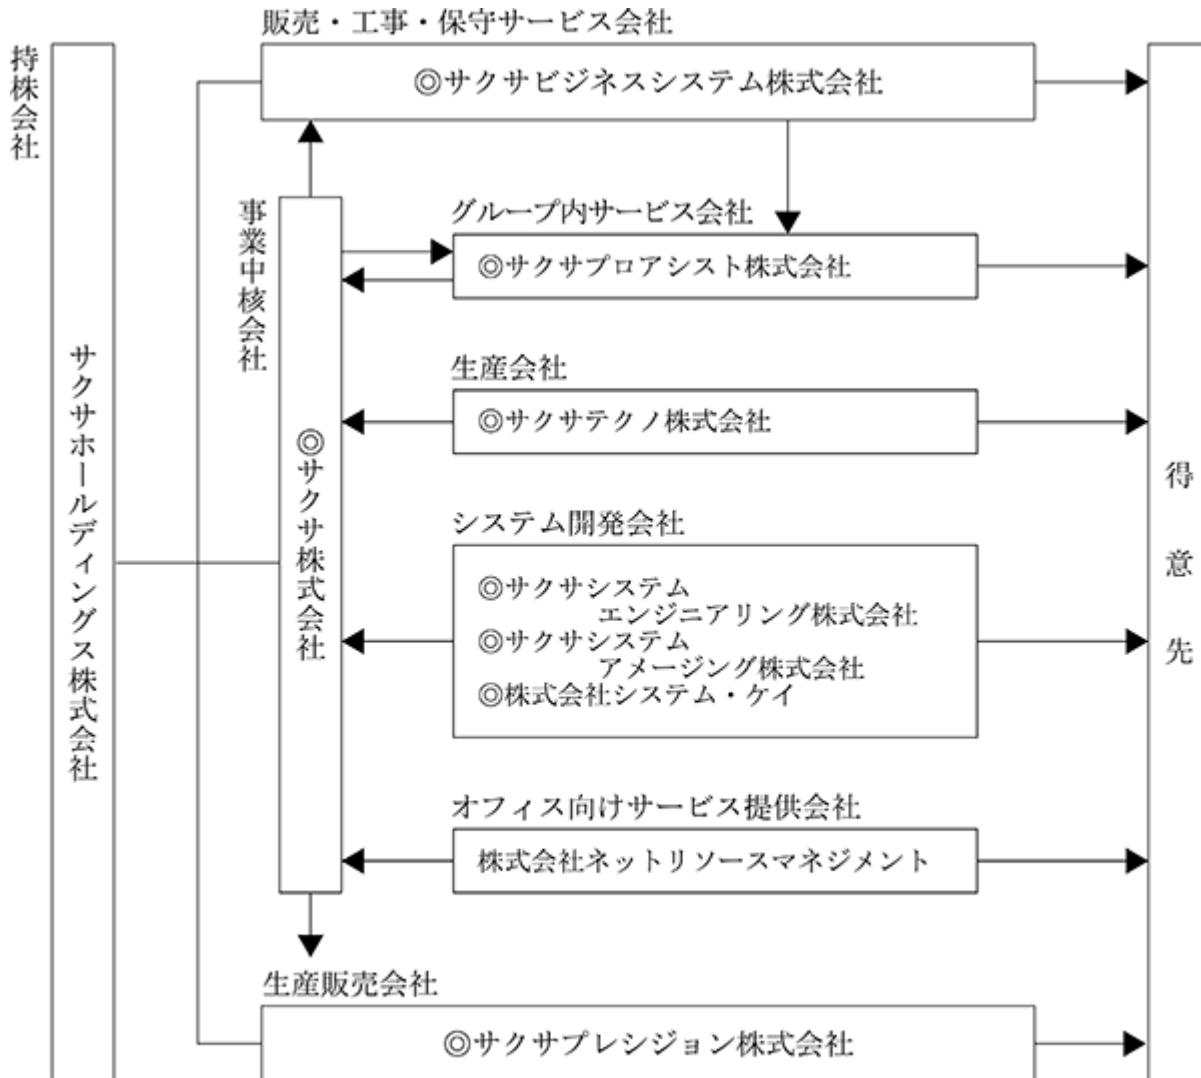 販売・工事・保守サービス会社
持株会社
◎サクサビジネスシステム株式会社
事業中核会社
グループ内サービス会社
◎サクサプロアシスト株式会社
サクサホールディングス株式会社
◎サクサ株式会社
生産会社
◎サクサテクノ株式会社
得意先
システム開発会社
◎サクサシステム
エンジニアリング株式会社
◎サクサシステム
アメージング株式会社
◎株式会社システム・ケイ
オフィス向けサービス提供会社
株式会社ネットリソースマネジメント
生産販売会社
◎サクサプレシジョン株式会社